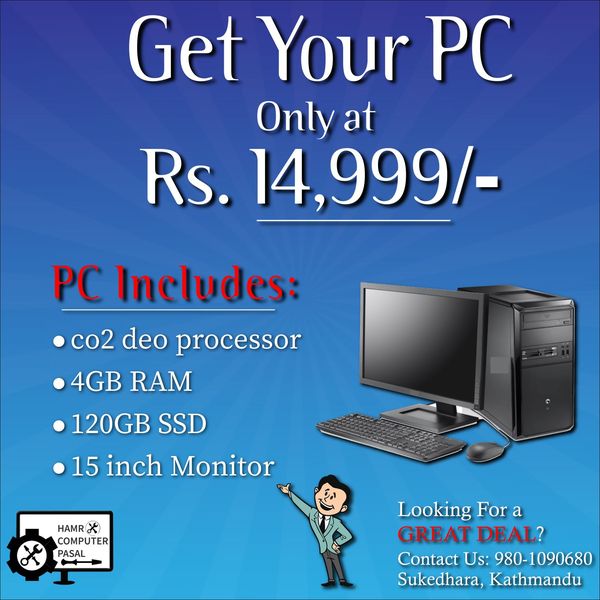 Get Your PC
Only at
Rs. 14,999/-
PC Includes:
• co2 deo processor
• 4GB RAM
• 120GB SSD
• 15 inch Monitor
HAMR
COMPUTER
PASAL
Looking For a
GREAT DEAL?
Contact Us: 980-1090680
Sukedhara, Kathmandu